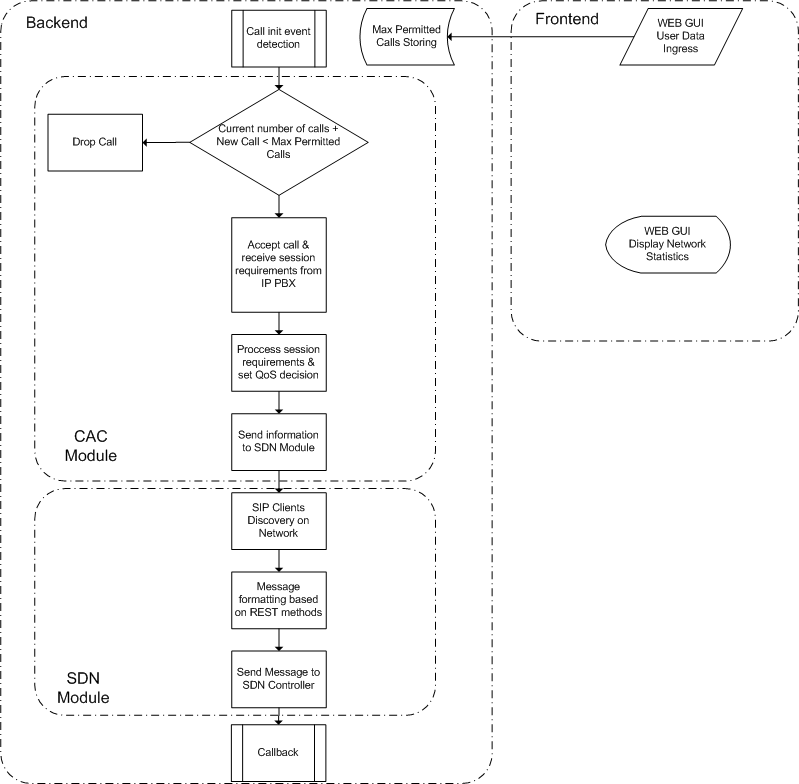 Backend
Call init event
detection
Max Permitted
Calls Storing
Frontend
WEB GUI
User Data
Ingress
Drop Call
Current number of calls +
New Call < Max Permitted
Calls
WEB GUI
Display Network
Statistics
Accept call &
receive session
requirements from
IP PBX
Proccess session
requirements &
set QoS decision
CAC
Module
Send information
to SDN Module
SIP Clients
Discovery on
Network
Message
formatting based
on REST methods
SDN
Module
Send Message to
SDN Controller
Callback